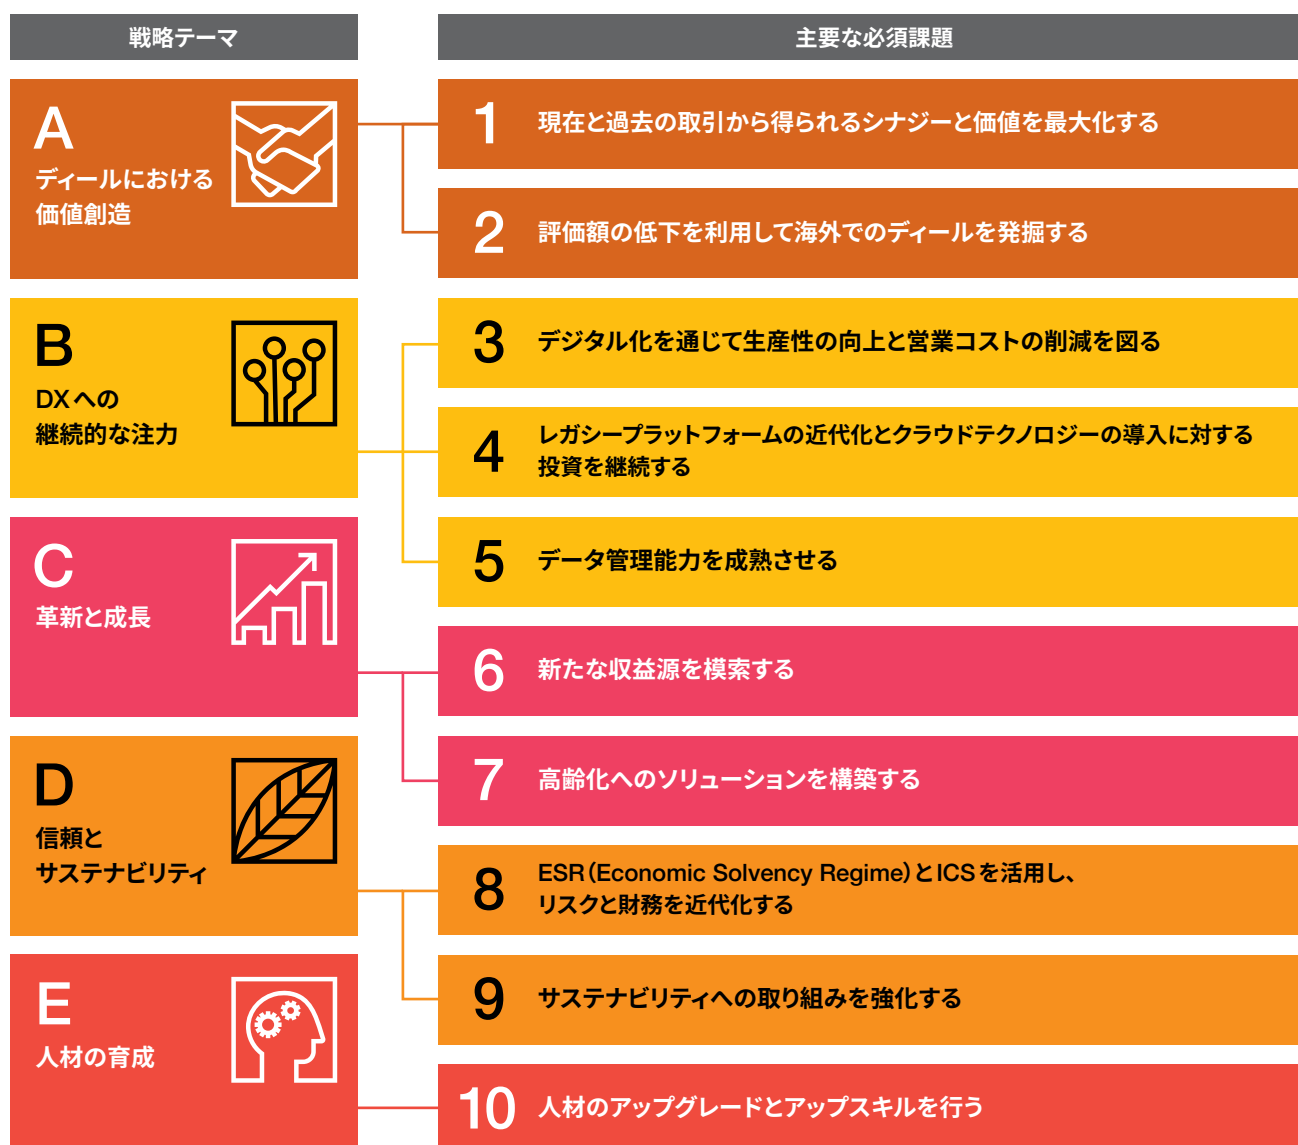 戦略テーマ
主要な必須課題
A
ディールにおける
価値創造
1
現在と過去の取引から得られるシナジーと価値を最大化する
2
評価額の低下を利用して海外でのディールを発掘する
B
DXへの
継続的な注力
3
デジタル化を通じて生産性の向上と営業コストの削減を図る
4
レガシープラットフォームの近代化とクラウドテクノロジーの導入に対する
投資を継続する
5
データ管理能力を成熟させる
C
革新と成長
6
新たな収益源を模索する
7
高齢化へのソリューションを構築する
D
信頼と
サステナビリティ
8
ESR(Economic Solvency Regime)とICSを活用し、
リスクと財務を近代化する
9
サステナビリティへの取り組みを強化する
E
人材の育成
10
人材のアップグレードとアップスキルを行う